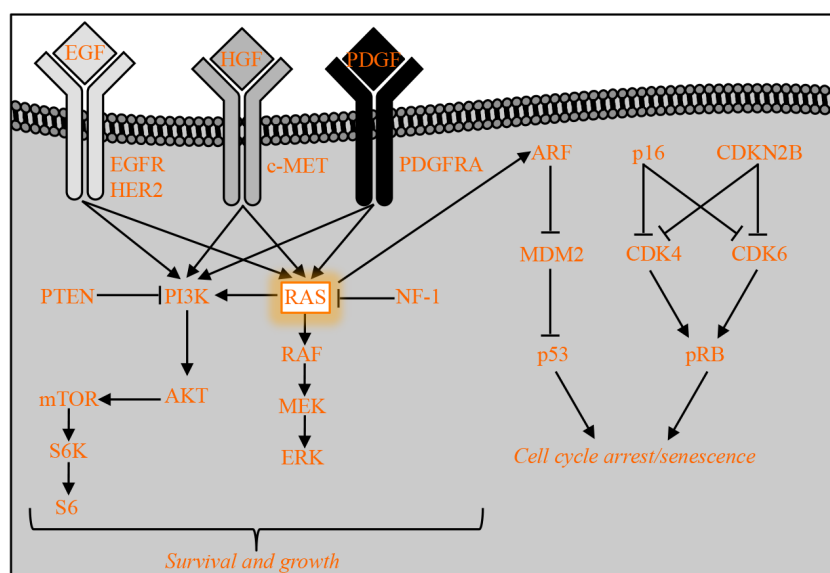 EGF
HGF
PDGF
EGFR
HER2
c-MET
PDGFRA
ARF
p16
CDKN2B
MDM2
CDK4
CDK6
PTEN
PI3K
RAS
NF-1
RAF
p53
pRB
mTOR
AKT
MEK
S6K
ERK
Cell cycle arrest/senescence
S6
Survival and growth